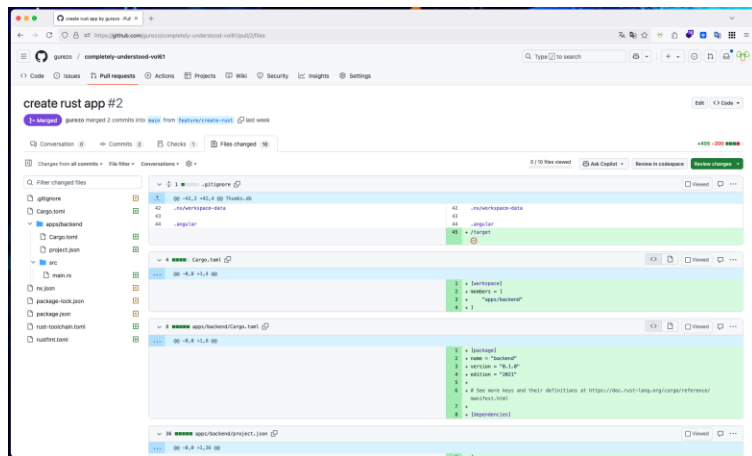 create rust app by gurezo · Pull
https://github.com/gurezo/completely-understood-vol61/pull/2/files
gurezo / completely-understood-vol61
Type / to search
Code Issues Pull requests Actions Projects Wiki Security Insights Settings
create rust app #2
Edit Code
Merged gurezo merged 2 commits into main from feature/create-rust last week
Conversation 0 Commits 2 Checks 1 Files changed 10
+405 -200
Changes from all commits File filter Conversations
0 / 10 files viewed Ask Copilot Review in codespace Review changes
Filter changed files
.gitignore
Cargo.toml
apps/backend
Cargo.toml
project.json
src
main.rs
nx.json
package-lock.json
package.json
rust-toolchain.toml
rustfmt.toml
1 .gitignore Viewed
@@ -42,3 +42,4 @@ Thumbs.db
42 .nx/workspace-data 42 .nx/workspace-data
43 43
44 .angular 44 .angular
45 + /target
4 Cargo.toml Viewed
@@ -0,0 +1,4 @@
1 + [workspace]
2 + members = [
3 + "apps/backend"
4 + ]
8 apps/backend/Cargo.toml Viewed
@@ -0,0 +1,8 @@
1 + [package]
2 + name = "backend"
3 + version = "0.1.0"
4 + edition = "2021"
5 +
6 + # See more keys and their definitions at https://doc.rust-lang.org/cargo/reference/
manifest.html
7 +
8 + [dependencies]
36 apps/backend/project.json Viewed
@@ -0,0 +1,36 @@